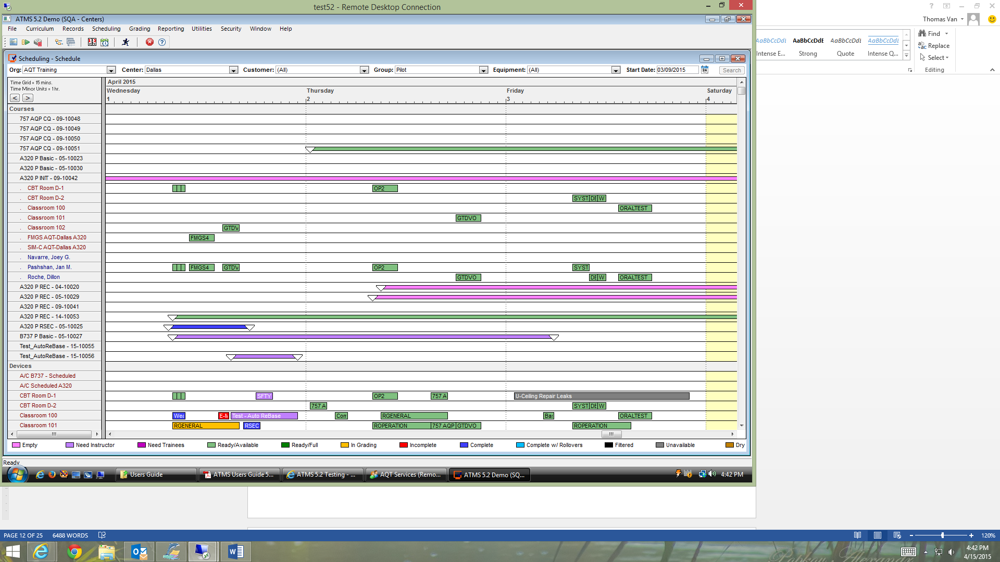 test52 - Remote Desktop Connection
ATMS 5.2 Demo (SQA - Centers)
File Curriculum Records Scheduling Grading Reporting Utilities Security Window Help
Scheduling - Schedule
Org: AQT Training Center: Dallas Customer: (All) Group: Pilot Equipment: (All) Start Date: 03/09/2015 24 Search
Time Grid = 15 mins.
Time Minor Units = 1hr.
< >
April 2015
Wednesday Thursday Friday Saturday
1 2 3 4
Courses
757 AQP CQ - 09-10048
757 AQP CQ - 09-10049
757 AQP CQ - 09-10050
757 AQP CQ - 09-10051
A320 P Basic - 05-10023
A320 P Basic - 05-10030
A320 P INIT - 09-10042
. CBT Room D-1 OP2
. CBT Room D-2 SYST DE W
. Classroom 100 ORALTEST
. Classroom 101 GTDVO
. Classroom 102 GTDV
. FMGS AQT-Dallas A320 FMGS4
. SIM-C AQT-Dallas A320
. Navarre, Joey G.
. Pashshan, Jan M. FMGS4 GTDV OP2 SYST
. Roche, Dillon GTDVO DE W ORALTEST
A320 P REC - 04-10020
A320 P REC - 05-10029
A320 P REC - 09-10041
A320 P REC - 14-10053
A320 P RSEC - 05-10025
B737 P Basic - 05-10027
Test_AutoReBase - 15-10055
Test_AutoReBase - 15-10056
Devices
A/C B737 - Scheduled
A/C Scheduled A320
CBT Room D-1 SFTY OP2 757 A U-Ceiling Repair Leaks
CBT Room D-2 757 A SYST DE W
Classroom 100 Wea E-M Test - Auto ReBase Com RGENERAL Bas ORALTEST
Classroom 101 RGENERAL RSEC ROPERATION 757 AQP GTDVO ROPERATION
Empty Need Instructor Need Trainees Ready/Available Ready/Full In Grading Incomplete Complete Complete w/ Rollovers Filtered Unavailable Dry
Ready
Users Guide ATMS Users Guide 5... ATMS 5.2 Testing - ... AQT Services (Remo... ATMS 5.2 Demo (SQ... 4:42 PM
Thomas Van
AaBbCcDdE AaBbCcDdE AaBbCcDdE AaBbCcDdE
Intense E... Strong Quote Intense Q...
Find
Replace
Select
Editing
PAGE 12 OF 25 6488 WORDS 120%
4:42 PM
4/15/2015